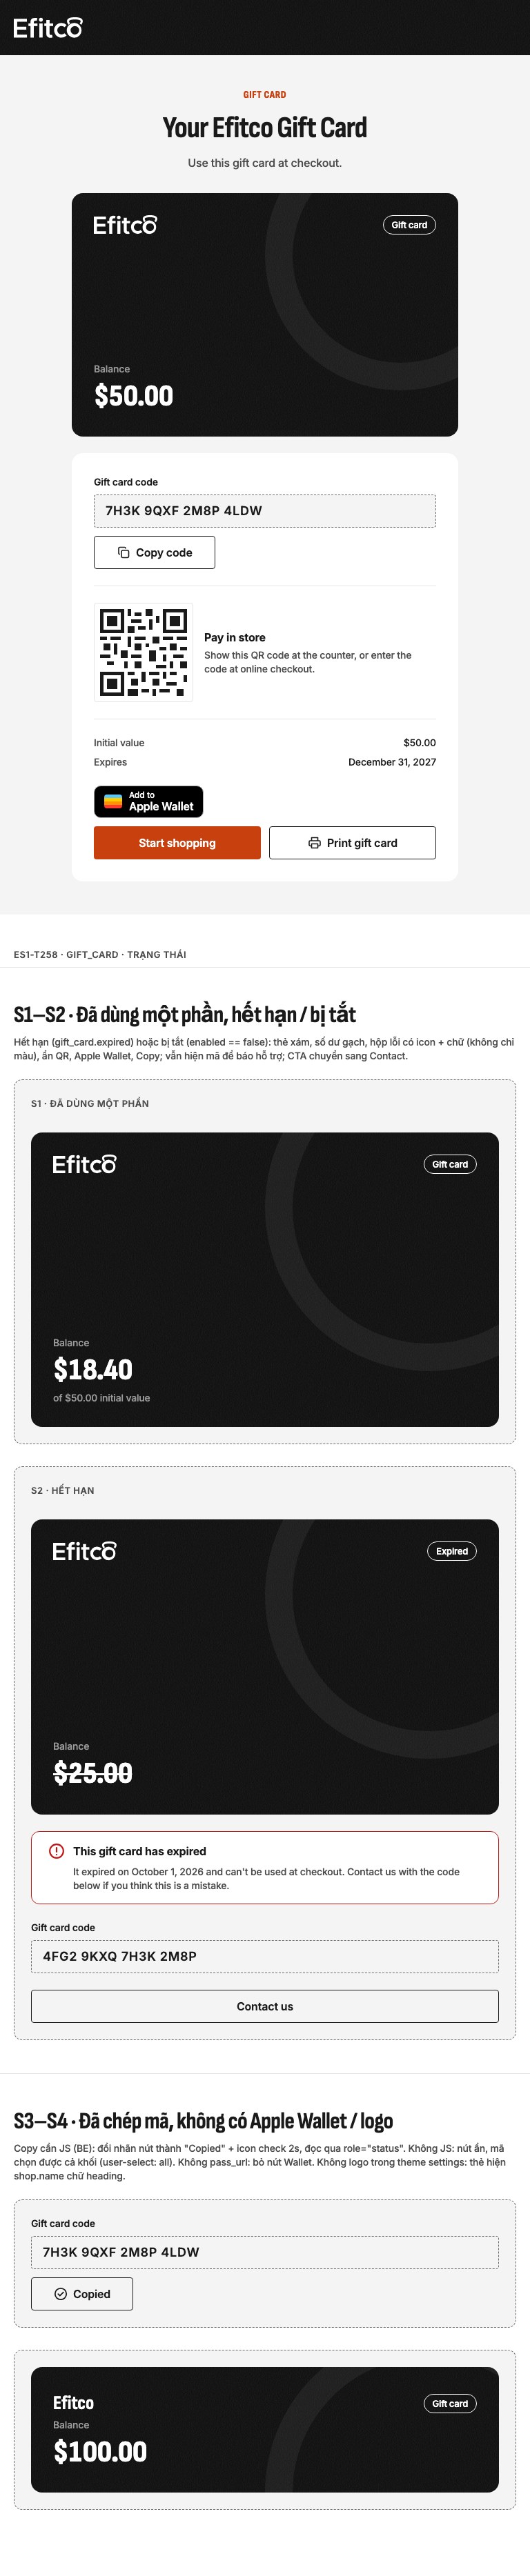 Efitco
GIFT CARD
Your Efitco Gift Card
Use this gift card at checkout.
Efitco
Gift card
Balance
$50.00
Gift card code
7H3K 9QXF 2M8P 4LDW
Copy code
Pay in store
Show this QR code at the counter, or enter the
code at online checkout.
Initial value
$50.00
Expires
December 31, 2027
Add to
Apple Wallet
Start shopping
Print gift card
ES1-T258 · GIFT_CARD · TRẠNG THÁI
S1–S2 · Đã dùng một phần, hết hạn / bị tắt
Hết hạn (gift_card.expired) hoặc bị tắt (enabled == false): thẻ xám, số dư gạch, hộp lỗi có icon + chữ (không chỉ
màu), ẩn QR, Apple Wallet, Copy; vẫn hiện mã để báo hỗ trợ; CTA chuyển sang Contact.
S1 · ĐÃ DÙNG MỘT PHẦN
Efitco
Gift card
Balance
$18.40
of $50.00 initial value
S2 · HẾT HẠN
Efitco
Expired
Balance
$25.00
This gift card has expired
It expired on October 1, 2026 and can't be used at checkout. Contact us with the code
below if you think this is a mistake.
Gift card code
4FG2 9KXQ 7H3K 2M8P
Contact us
S3–S4 · Đã chép mã, không có Apple Wallet / logo
Copy cần JS (BE): đổi nhãn nút thành "Copied" + icon check 2s, đọc qua role="status". Không JS: nút ẩn, mã
chọn được cả khối (user-select: all). Không pass_url: bỏ nút Wallet. Không logo trong theme settings: thẻ hiện
shop.name chữ heading.
Gift card code
7H3K 9QXF 2M8P 4LDW
Copied
Efitco
Gift card
Balance
$100.00